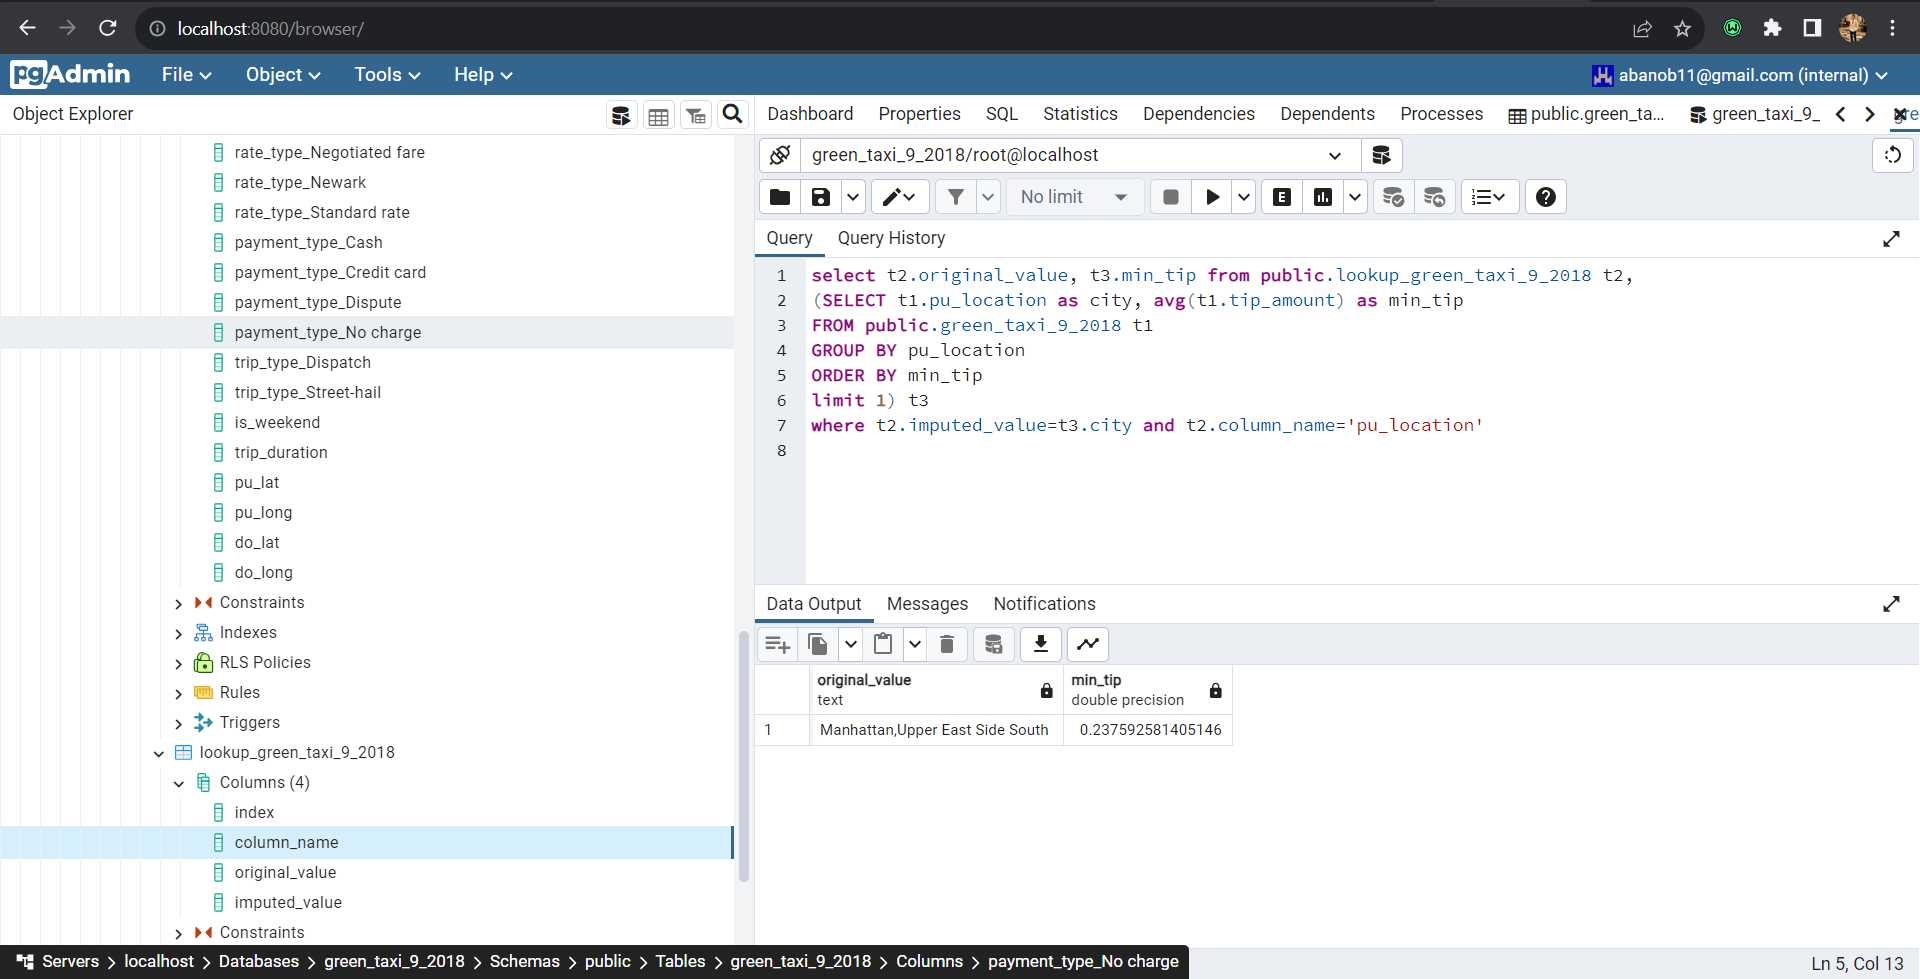 localhost:8080/browser/
pgAdmin File Object Tools Help abanob11@gmail.com (internal)
Object Explorer
rate_type_Negotiated fare
rate_type_Newark
rate_type_Standard rate
payment_type_Cash
payment_type_Credit card
payment_type_Dispute
payment_type_No charge
trip_type_Dispatch
trip_type_Street-hail
is_weekend
trip_duration
pu_lat
pu_long
do_lat
do_long
Constraints
Indexes
RLS Policies
Rules
Triggers
lookup_green_taxi_9_2018
Columns (4)
index
column_name
original_value
imputed_value
Constraints
Dashboard Properties SQL Statistics Dependencies Dependents Processes public.green_ta... green_taxi_9_ gre
green_taxi_9_2018/root@localhost
No limit E
Query Query History
1 select t2.original_value, t3.min_tip from public.lookup_green_taxi_9_2018 t2,
2 (SELECT t1.pu_location as city, avg(t1.tip_amount) as min_tip
3 FROM public.green_taxi_9_2018 t1
4 GROUP BY pu_location
5 ORDER BY min_tip
6 limit 1) t3
7 where t2.imputed_value=t3.city and t2.column_name='pu_location'
8
Data Output Messages Notifications
original_value min_tip
text double precision
1 Manhattan,Upper East Side South 0.237592581405146
Servers > localhost > Databases > green_taxi_9_2018 > Schemas > public > Tables > green_taxi_9_2018 > Columns > payment_type_No charge
Ln 5, Col 13